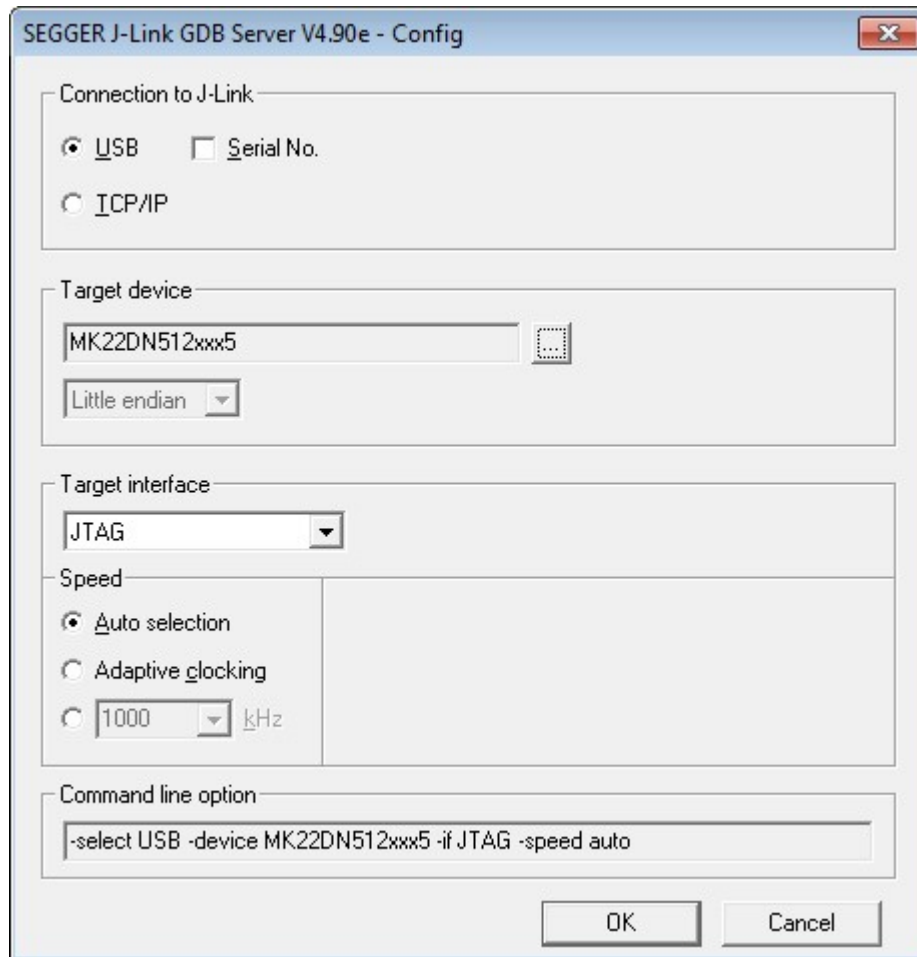 SEGGER J-Link GDB Server V4.90e - Config
Connection to J-Link
USB Serial No.
TCP/IP
Target device
MK22DN512xxx5 ...
Little endian
Target interface
JTAG
Speed
Auto selection
Adaptive clocking
1000 kHz
Command line option
-select USB -device MK22DN512xxx5 -if JTAG -speed auto
OK Cancel